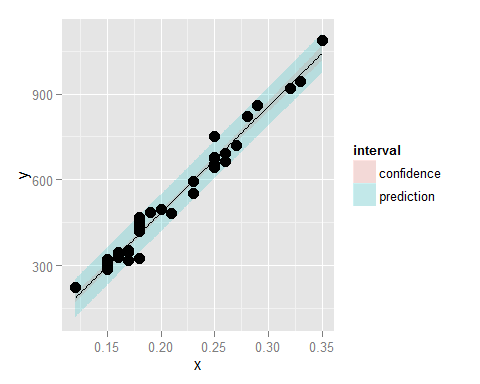 900
600
300
y
0.15 0.20 0.25 0.30 0.35
x
interval
confidence
prediction